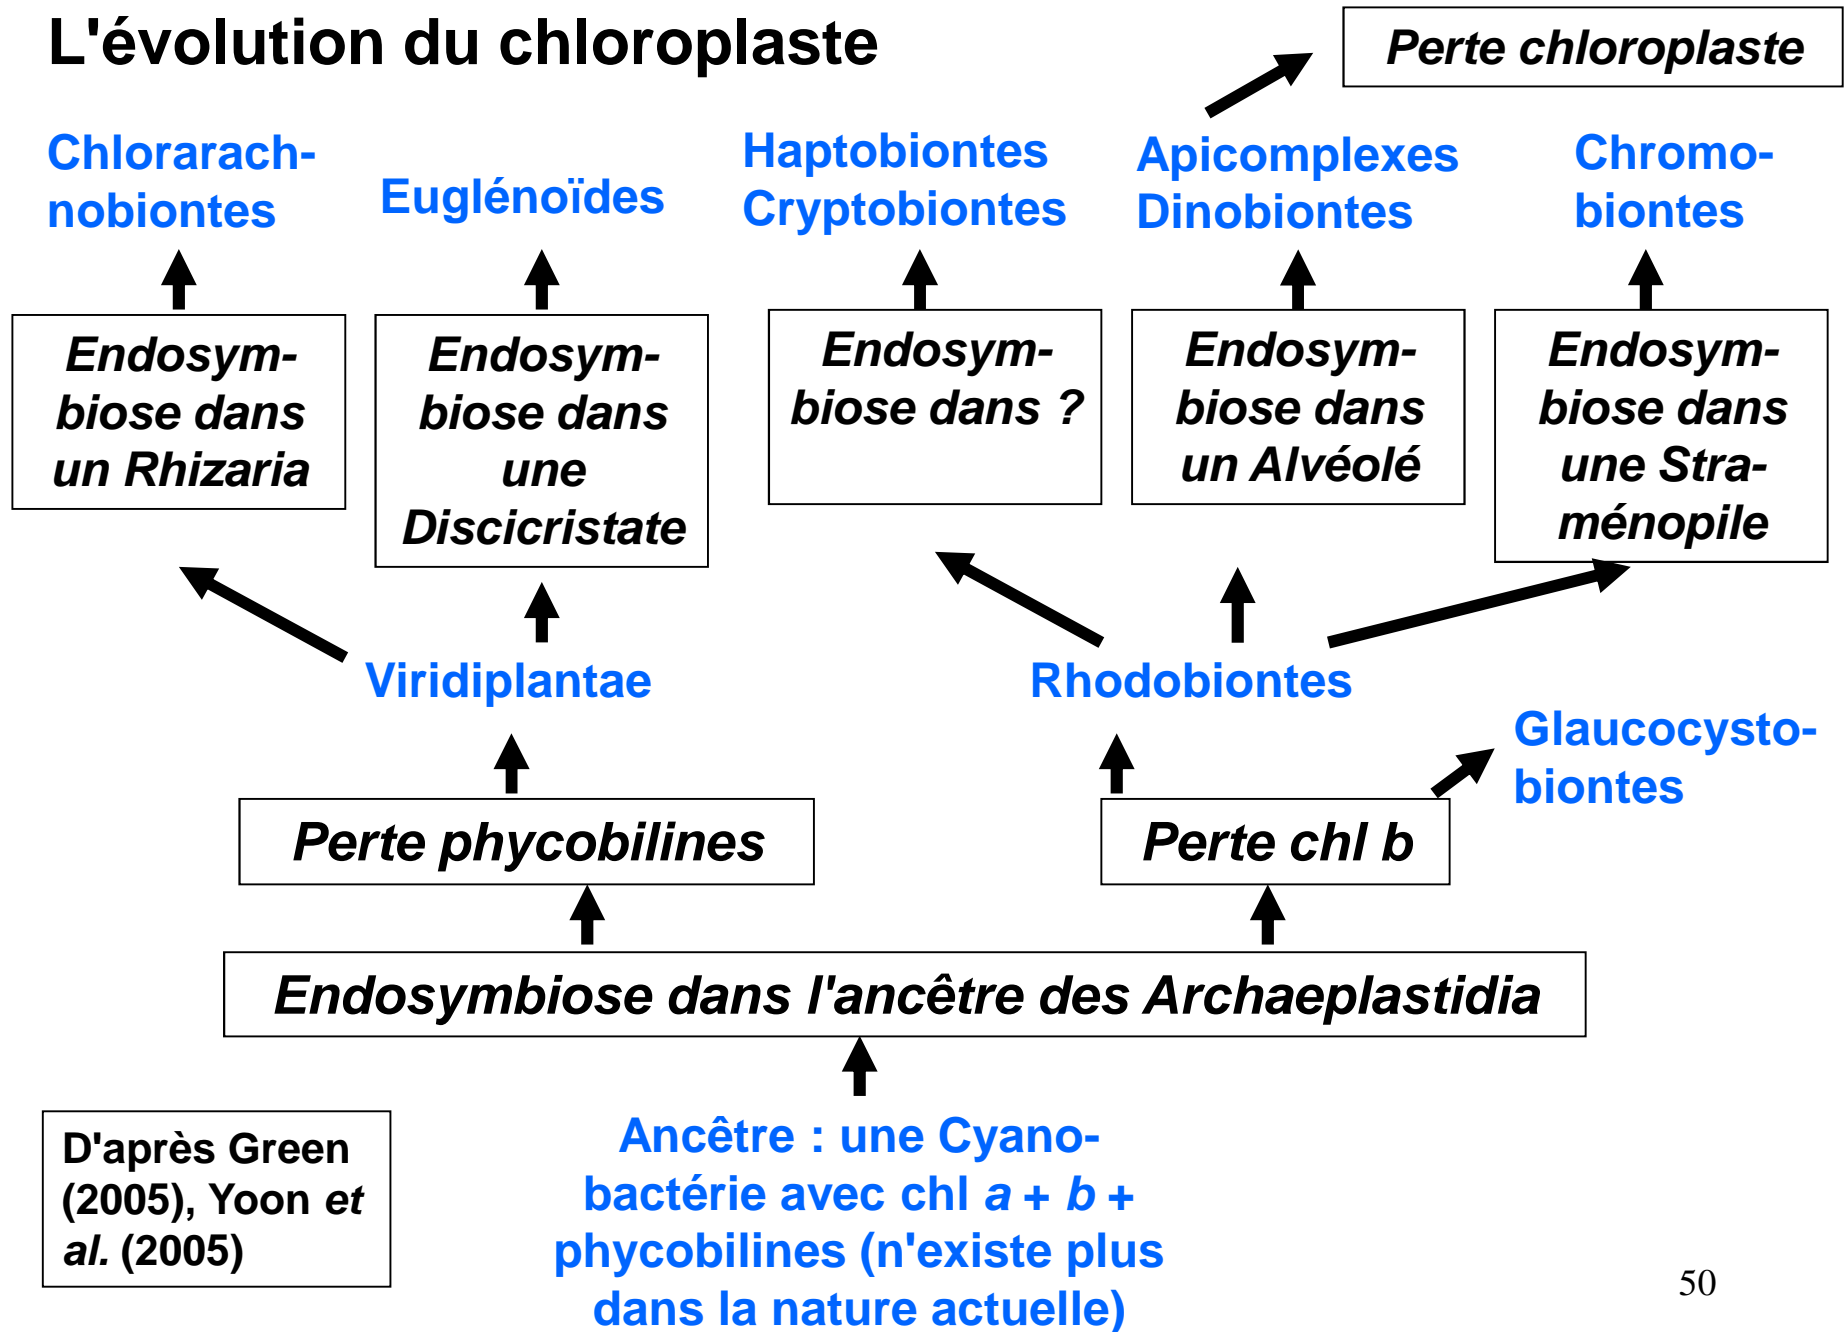 L'évolution du chloroplaste
Perte chloroplaste
Chlorarach-
nobiontes
Euglénoïdes
Haptobiontes
Cryptobiontes
Apicomplexes
Dinobiontes
Chromo-
biontes
Endosym-
biose dans
un Rhizaria
Endosym-
biose dans
une
Discicristate
Endosym-
biose dans ?
Endosym-
biose dans
un Alvéolé
Endosym-
biose dans
une Stra-
ménopile
Viridiplantae
Rhodobiontes
Glaucocysto-
biontes
Perte phycobilines
Perte chl b
Endosymbiose dans l'ancêtre des Archaeplastidia
Ancêtre : une Cyano-
bactérie avec chl a + b +
phycobilines (n'existe plus
dans la nature actuelle)
D'après Green
(2005), Yoon et
al. (2005)
50